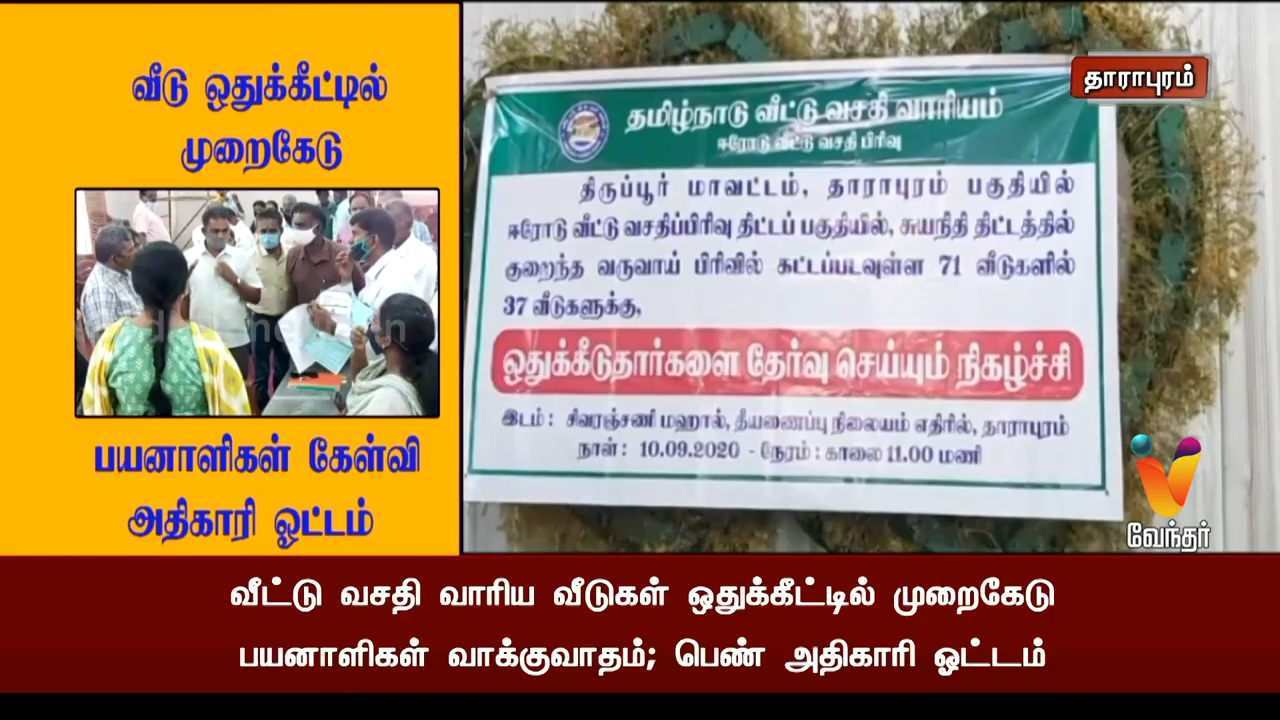 வீடு ஒதுக்கீட்டில்
முறைகேடு
பயனாளிகள் கேள்வி
அதிகாரி ஓட்டம்
தாராபுரம்
தமிழ்நாடு வீட்டு வசதி வாரியம்
ஈரோடு வீட்டு வசதி பிரிவு
திருப்பூர் மாவட்டம், தாராபுரம் பகுதியில்
ஈரோடு வீட்டு வசதிப்பிரிவு திட்டப் பகுதியில், சுயநிதி திட்டத்தில்
குறைந்த வருவாய் பிரிவில் கட்டப்படவுள்ள 71 வீடுகளில்
37 வீடுகளுக்கு,
ஒதுக்கீடுதார்களை தேர்வு செய்யும் நிகழ்ச்சி
இடம் : சிவரஞ்சணி மஹால், தீயணைப்பு நிலையம் எதிரில், தாராபுரம்
நாள் : 10.09.2020 - நேரம் : காலை 11.00 மணி
வேந்தர்
வீட்டு வசதி வாரிய வீடுகள் ஒதுக்கீட்டில் முறைகேடு
பயனாளிகள் வாக்குவாதம்; பெண் அதிகாரி ஓட்டம்